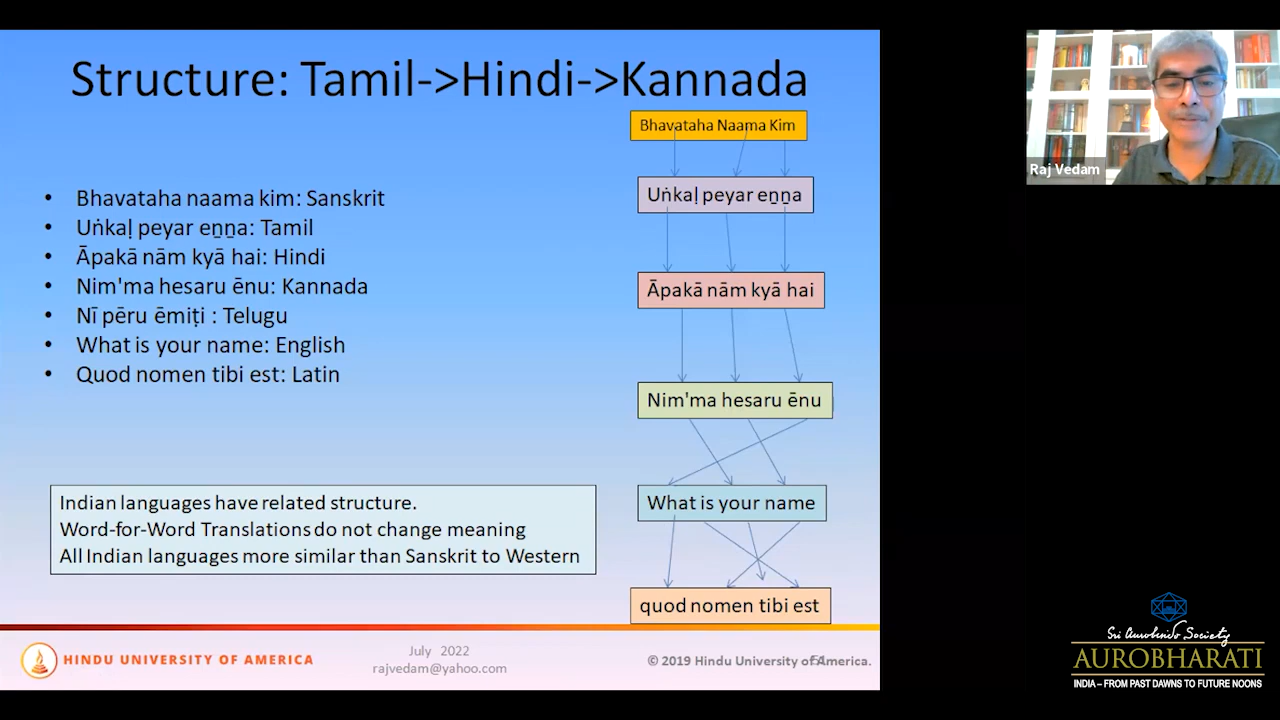 Structure: Tamil->Hindi->Kannada
Bhavataha Naama Kim
Uṅkaḷ peyar eṉṉa
Āpakā nām kyā hai
Nim'ma hesaru ēnu
What is your name
quod nomen tibi est
• Bhavataha naama kim: Sanskrit
• Uṅkaḷ peyar eṉṉa: Tamil
• Āpakā nām kyā hai: Hindi
• Nim'ma hesaru ēnu: Kannada
• Nī pēru ēmiṭi : Telugu
• What is your name: English
• Quod nomen tibi est: Latin
Indian languages have related structure.
Word-for-Word Translations do not change meaning
All Indian languages more similar than Sanskrit to Western
HINDU UNIVERSITY OF AMERICA
July 2022
rajvedam@yahoo.com
© 2019 Hindu University of America.
Raj Vedam
Sri Aurobindo Society
AUROBHARATI
INDIA – FROM PAST DAWNS TO FUTURE NOONS